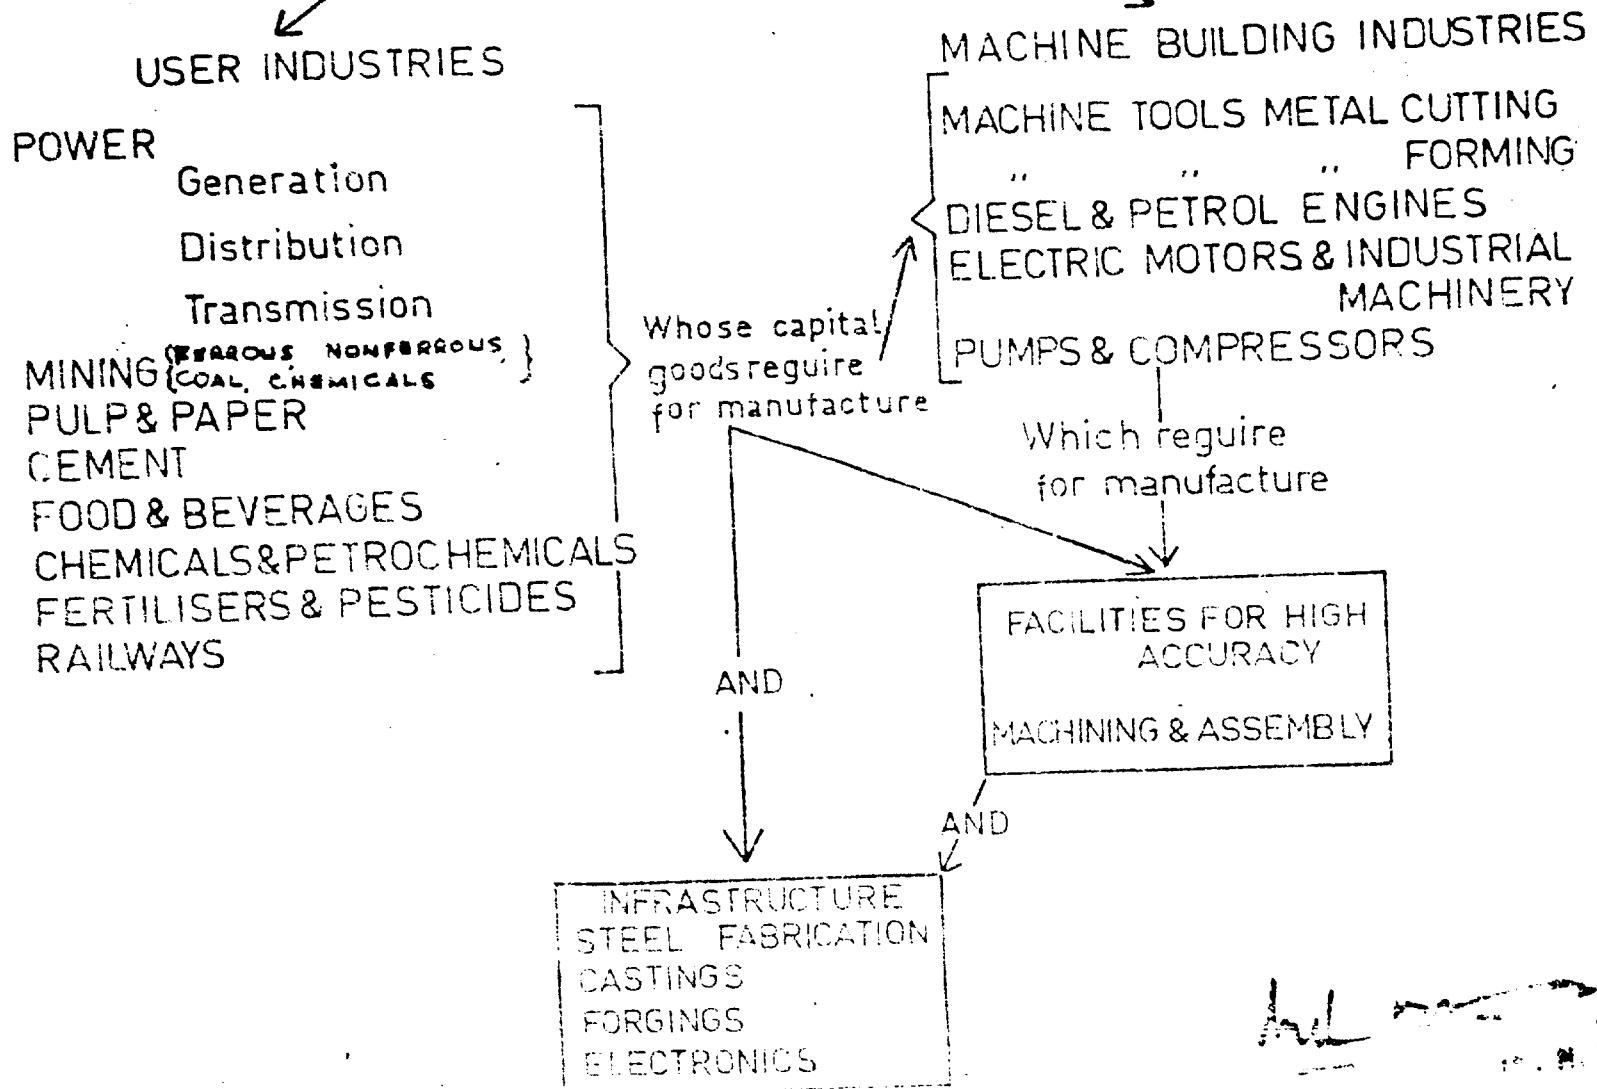 USER INDUSTRIES
POWER
Generation
Distribution
Transmission
MINING {FERROUS, NONFERROUS, }
{COAL, CHEMICALS
PULP & PAPER
CEMENT
FOOD & BEVERAGES
CHEMICALS & PETROCHEMICALS
FERTILISERS & PESTICIDES
RAILWAYS
Whose capital
goods reguire
for manufacture
MACHINE BUILDING INDUSTRIES
MACHINE TOOLS METAL CUTTING
,, ,, ,, FORMING
DIESEL & PETROL ENGINES
ELECTRIC MOTORS & INDUSTRIAL
MACHINERY
PUMPS & COMPRESSORS
Which reguire
for manufacture
FACILITIES FOR HIGH
ACCURACY
MACHINING & ASSEMBLY
AND
AND
INFRASTRUCTURE
STEEL FABRICATION
CASTINGS
FORGINGS
ELECTRONICS